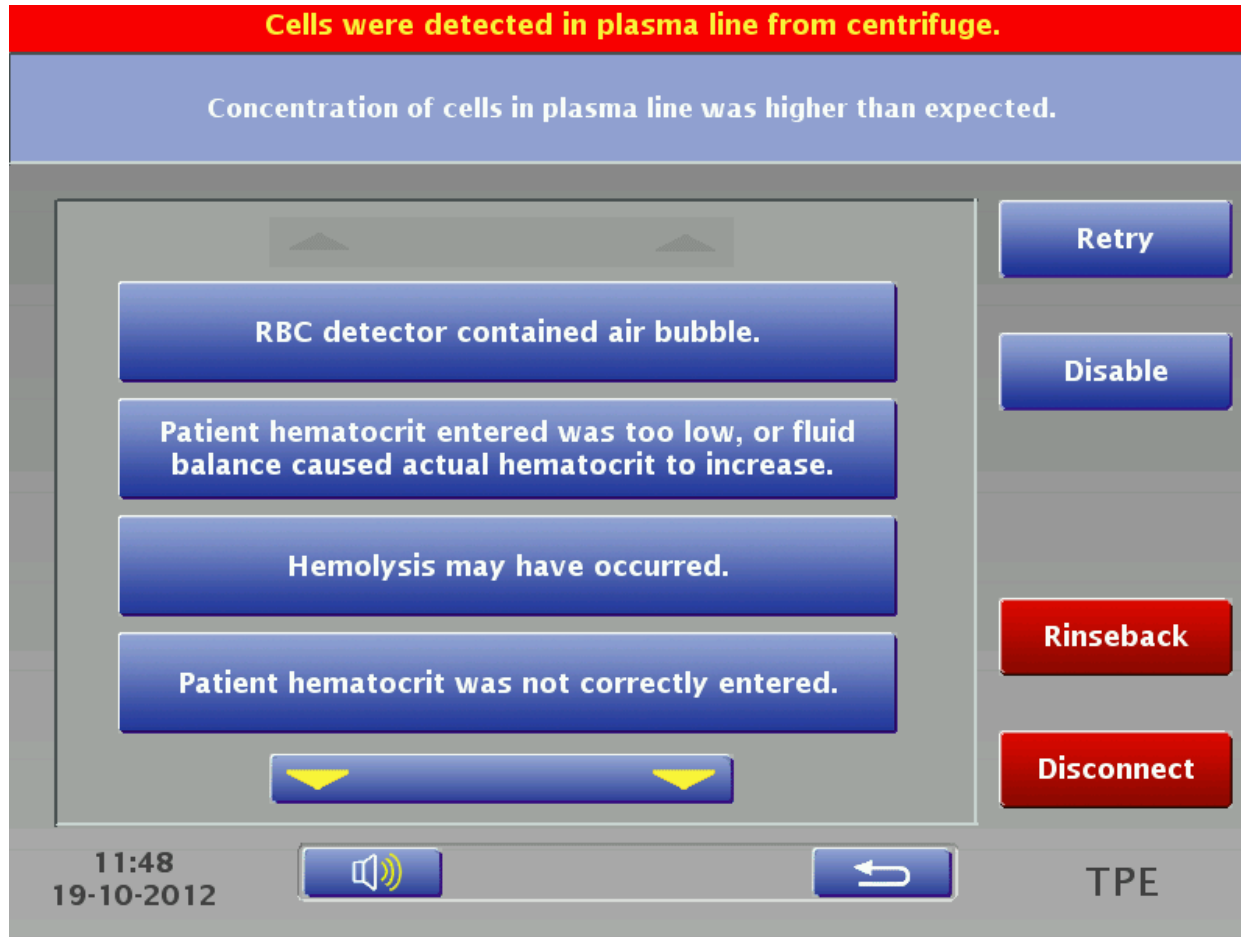 Cells were detected in plasma line from centrifuge.
Concentration of cells in plasma line was higher than expected.
Retry
RBC detector contained air bubble.
Disable
Patient hematocrit entered was too low, or fluid
balance caused actual hematocrit to increase.
Hemolysis may have occurred.
Rinseback
Patient hematocrit was not correctly entered.
Disconnect
11:48
19-10-2012
TPE